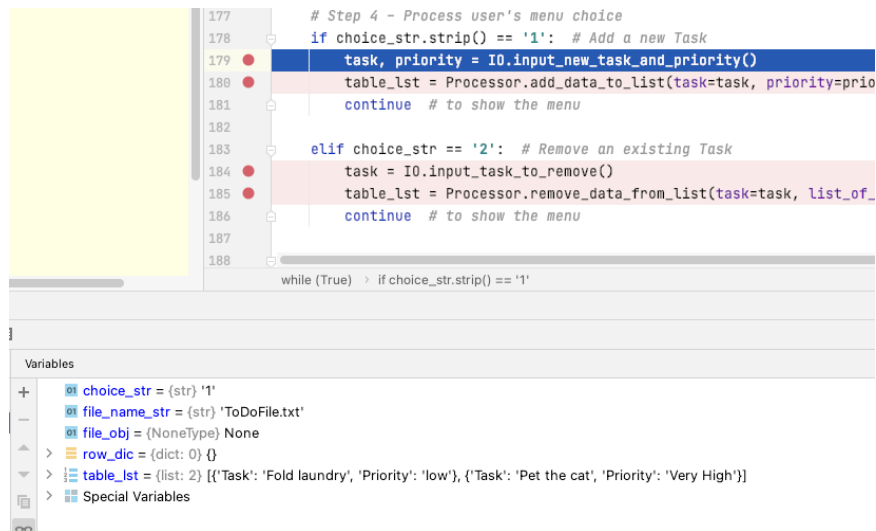 177 # Step 4 - Process user's menu choice
178 if choice_str.strip() == '1':  # Add a new Task
179 task, priority = IO.input_new_task_and_priority()
180 table_lst = Processor.add_data_to_list(task=task, priority=prio
181 continue  # to show the menu
182
183 elif choice_str == '2':  # Remove an existing Task
184 task = IO.input_task_to_remove()
185 table_lst = Processor.remove_data_from_list(task=task, list_of_
186 continue  # to show the menu
187
188
while (True) > if choice_str.strip() == '1'
Variables
choice_str = {str} '1'
file_name_str = {str} 'ToDoFile.txt'
file_obj = {NoneType} None
row_dic = {dict: 0} {}
table_lst = {list: 2} [{'Task': 'Fold laundry', 'Priority': 'low'}, {'Task': 'Pet the cat', 'Priority': 'Very High'}]
Special Variables